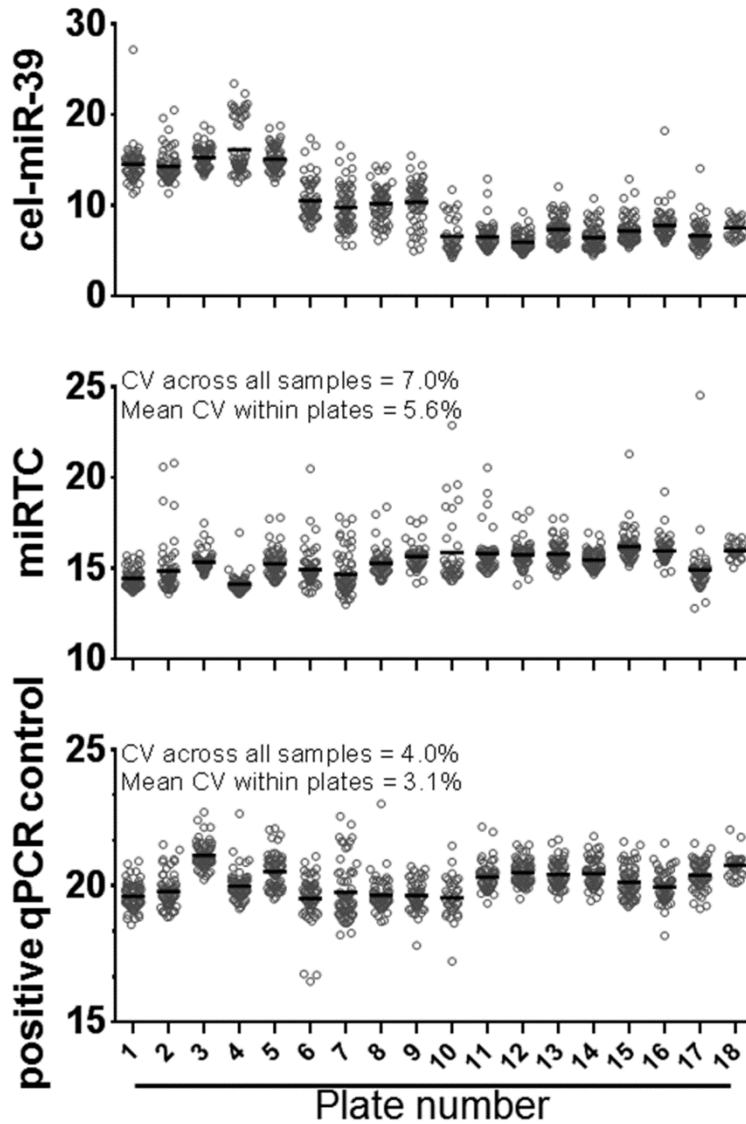 cel-miR-39
30
20
10
0
miRTC
CV across all samples = 7.0%
Mean CV within plates = 5.6%
25
20
15
10
positive qPCR control
CV across all samples = 4.0%
Mean CV within plates = 3.1%
25
20
15
1 2 3 4 5 6 7 8 9 10 11 12 13 14 15 16 17 18
Plate number